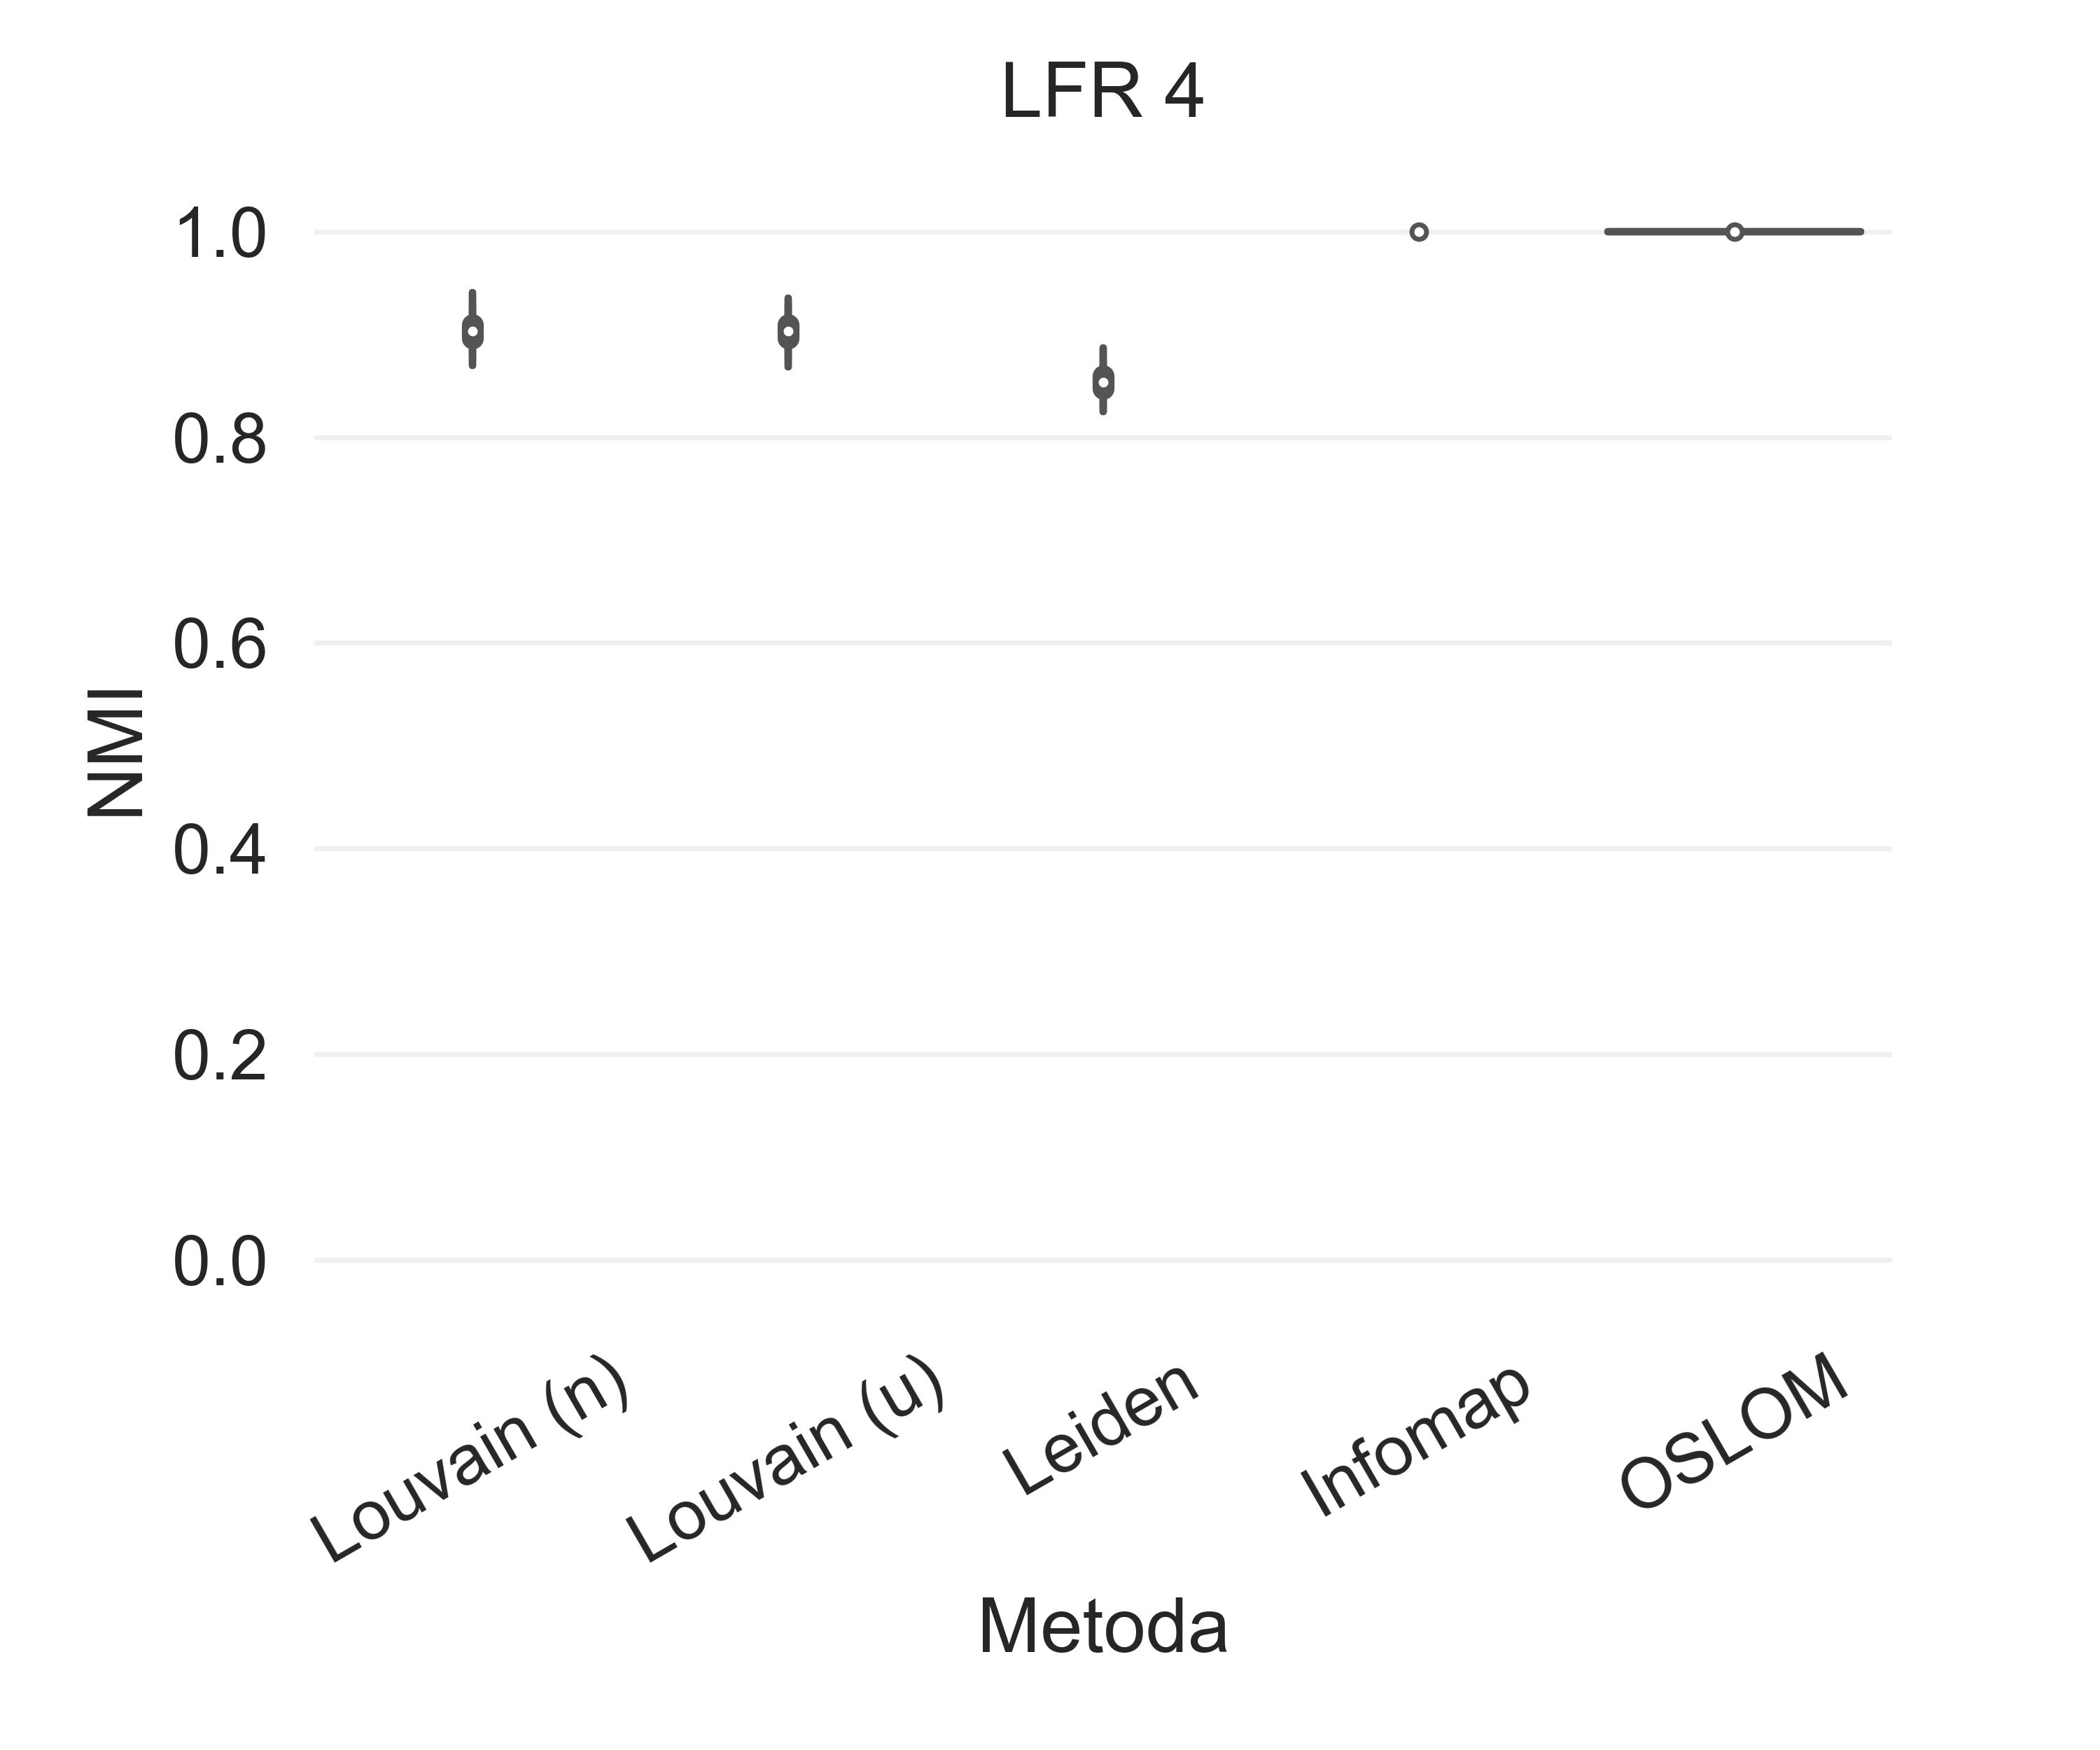 LFR 4
1.0
0.8
0.6
0.4
0.2
0.0
NMI
Louvain (n)
Louvain (u)
Leiden
Infomap
OSLOM
Metoda